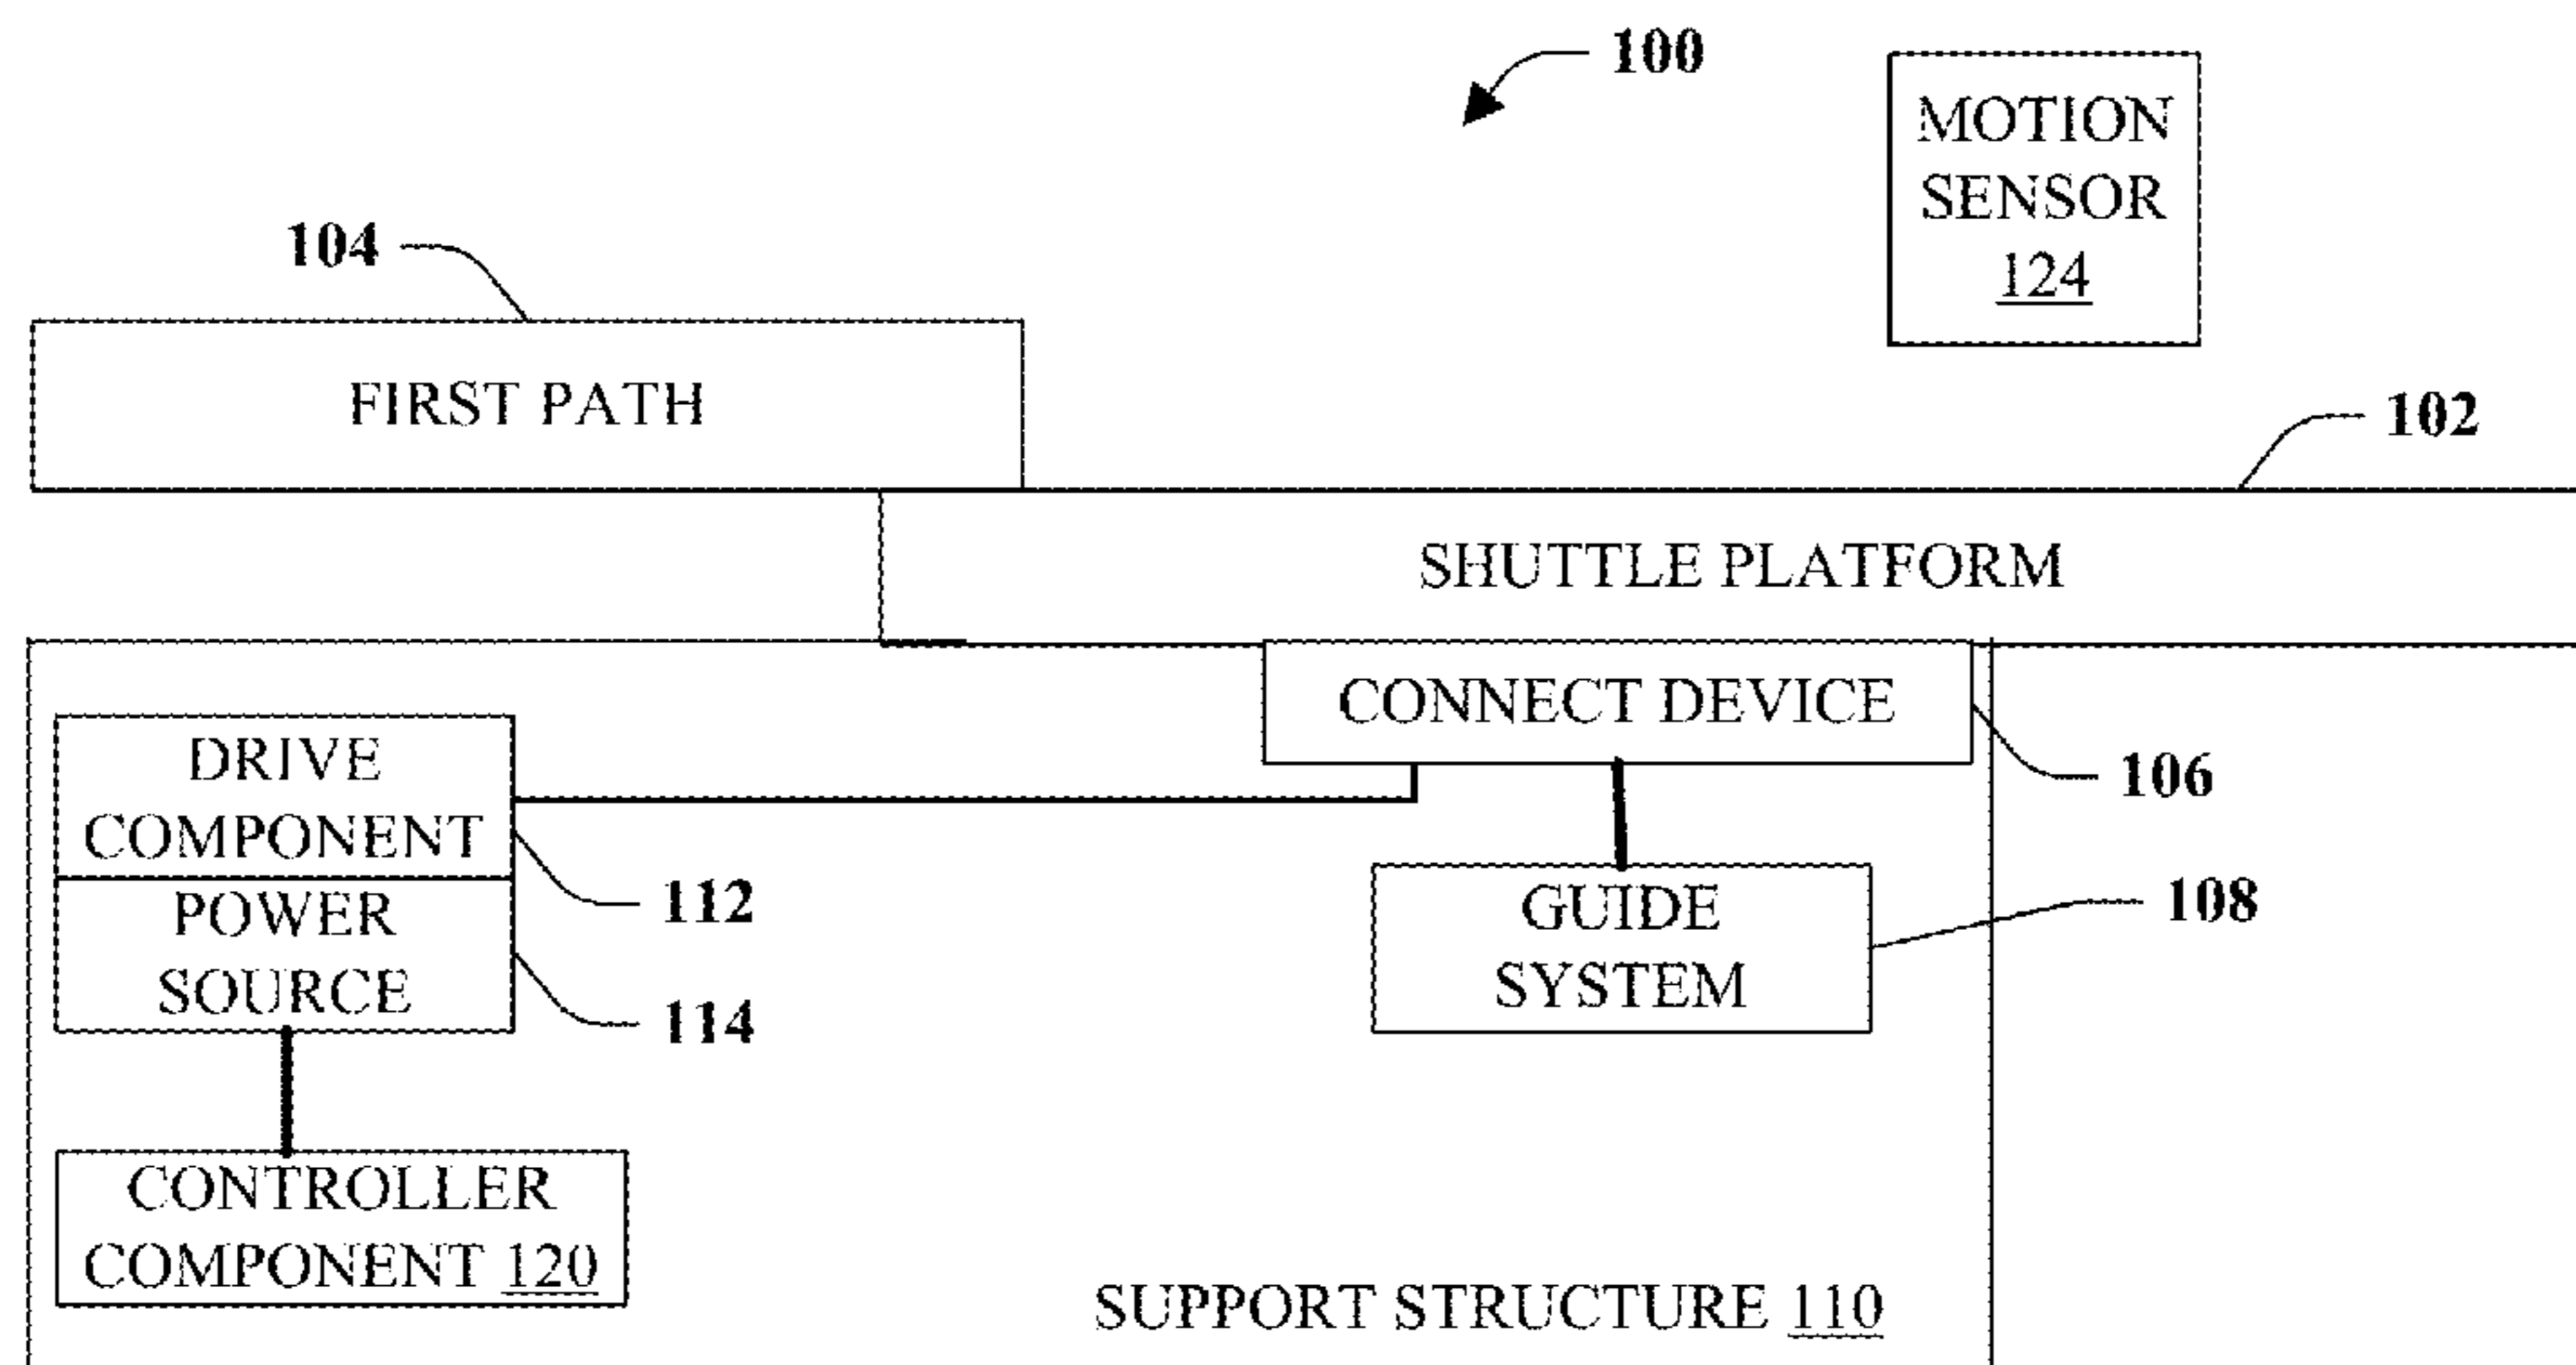 100
MOTION
SENSOR
124
104
FIRST PATH
102
SHUTTLE PLATFORM
CONNECT DEVICE
106
DRIVE
COMPONENT
112
POWER
SOURCE
114
GUIDE
SYSTEM
108
CONTROLLER
COMPONENT 120
SUPPORT STRUCTURE 110